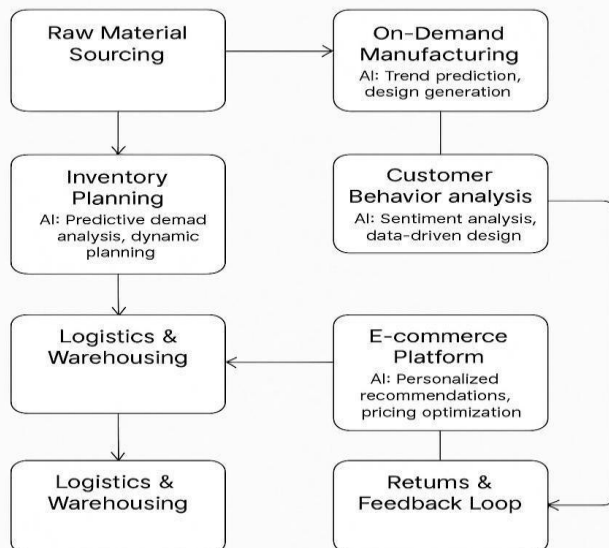 Raw Material
Sourcing
On-Demand
Manufacturing
AI: Trend prediction,
design generation
Inventory
Planning
AI: Predictive demad
analysis, dynamic
planning
Customer
Behavior analysis
AI: Sentiment analysis,
data-driven design
Logistics &
Warehousing
E-commerce
Platform
AI: Personalized
recommendations,
pricing optimization
Logistics &
Warehousing
Retums &
Feedback Loop